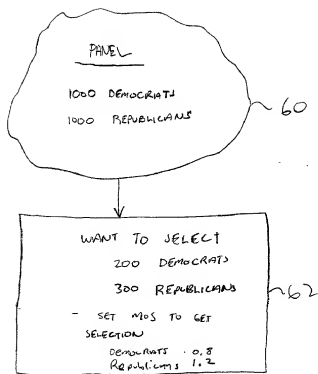 PANEL
1000 DEMOCRATS
1000 REPUBLICANS
60
WANT TO SELECT
200 DEMOCRATS
300 REPUBLICANS
62
- SET MOS TO GET
SELECTION
DEMOCRATS 0.8
Republicans 1.2